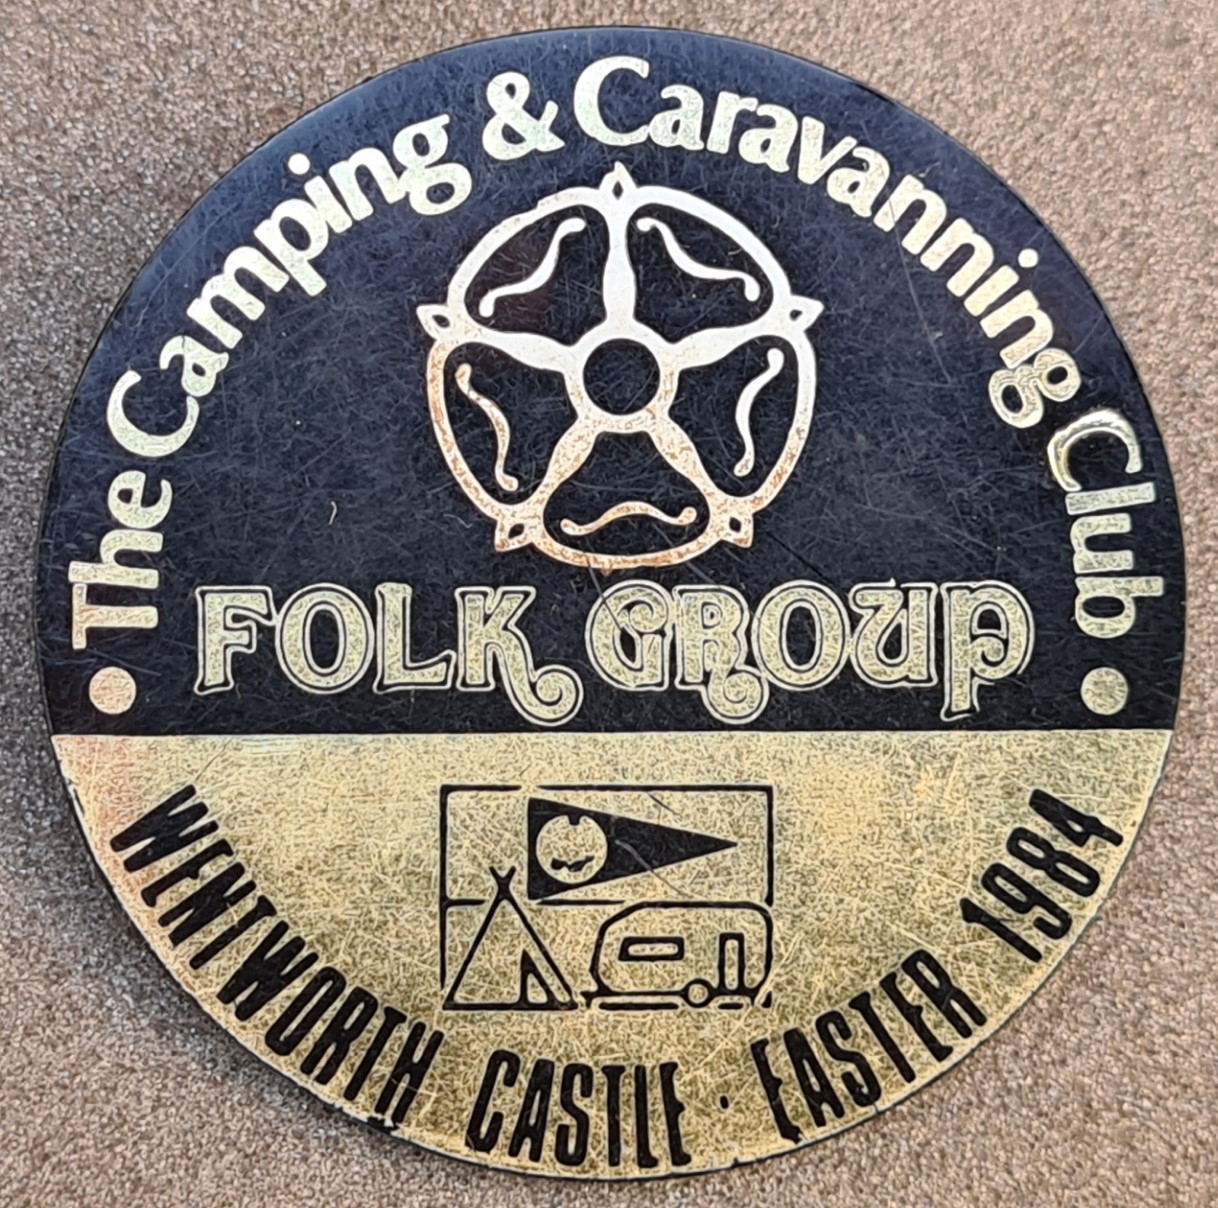 • The Camping & Caravanning Club •
FOLK GROUP
WENTWORTH CASTLE · EASTER 1984